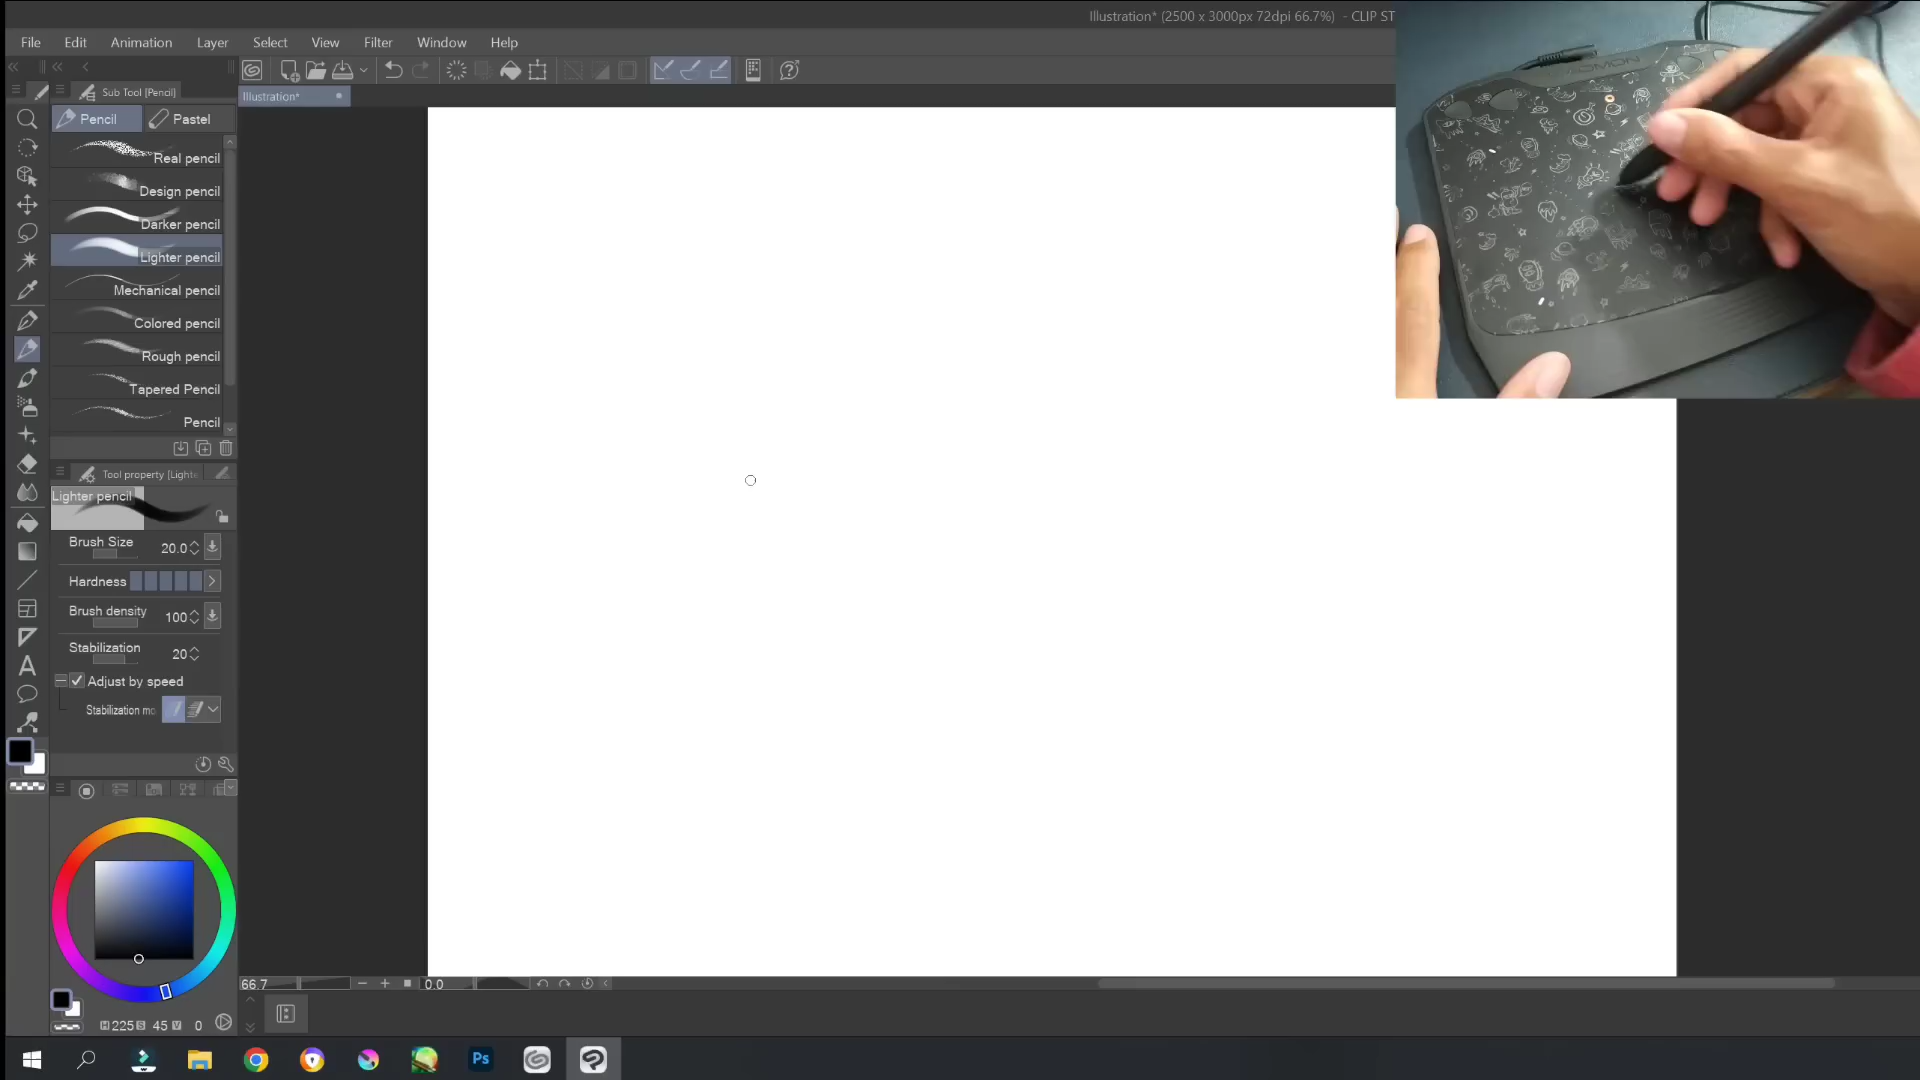 Illustration* (2500 x 3000px 72dpi 66.7%) - CLIP ST
File Edit Animation Layer Select View Filter Window Help
Sub Tool [Pencil]
Illustration*
Pencil Pastel
Real pencil
Design pencil
Darker pencil
Lighter pencil
Mechanical pencil
Colored pencil
Rough pencil
Tapered Pencil
Pencil
Tool property [Lighte
Lighter pencil
Brush Size 20.0
Hardness
Brush density 100
Stabilization 20
Adjust by speed
Stabilization mo
66.7 0.0
H 225 S 45 V 0
Ps